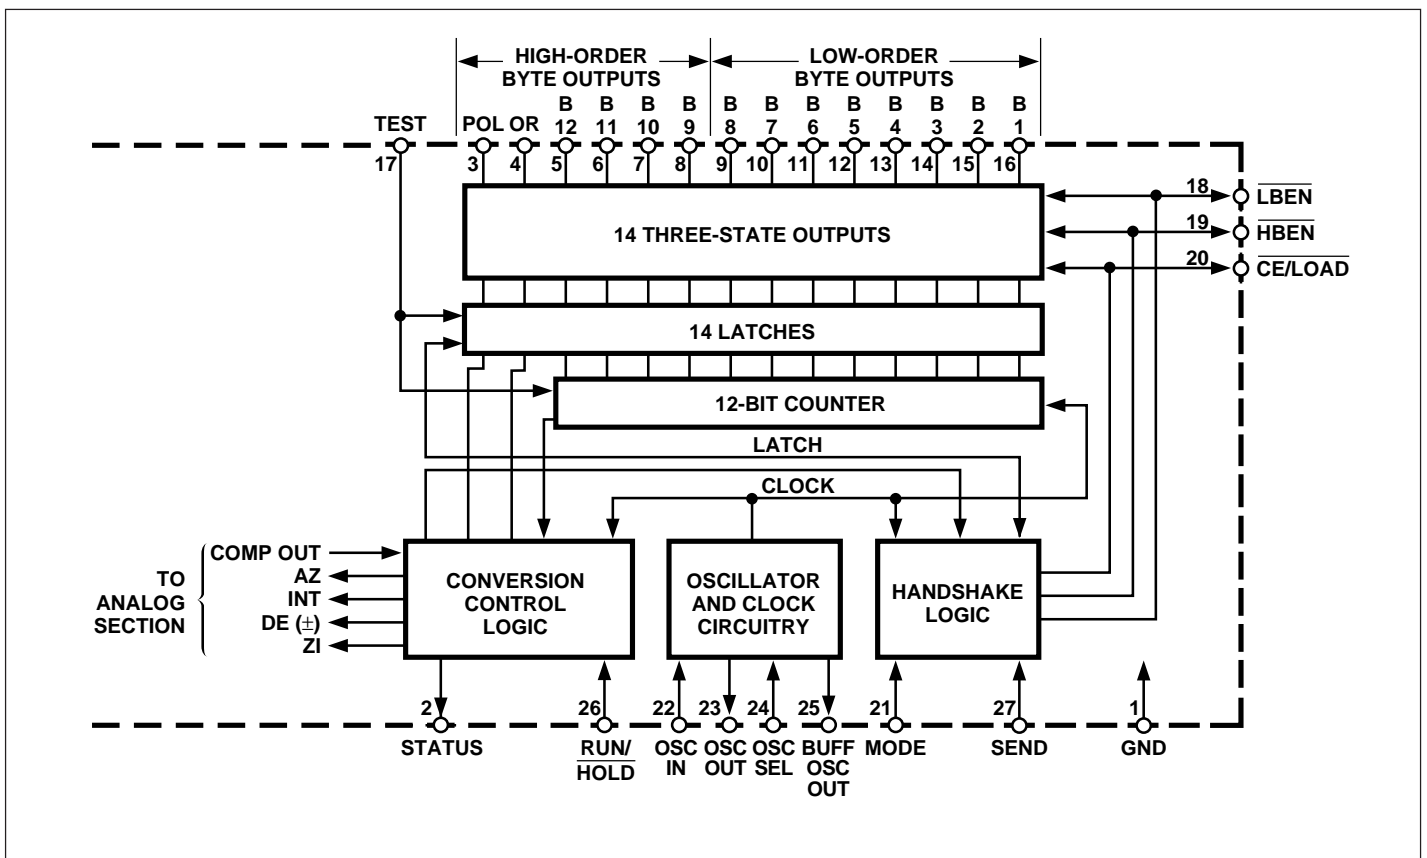 HIGH-ORDER
BYTE OUTPUTS
LOW-ORDER
BYTE OUTPUTS
B B B B B B B B B B B B
TEST POL OR 12 11 10 9 8 7 6 5 4 3 2 1
17 3 4 5 6 7 8 9 10 11 12 13 14 15 16
14 THREE-STATE OUTPUTS
18 LBEN
19 HBEN
20 CE/LOAD
14 LATCHES
12-BIT COUNTER
LATCH
CLOCK
TO
ANALOG
SECTION
COMP OUT
AZ
INT
DE (±)
ZI
CONVERSION
CONTROL
LOGIC
OSCILLATOR
AND CLOCK
CIRCUITRY
HANDSHAKE
LOGIC
2 26 22 23 24 25 21 27 1
STATUS
RUN/
HOLD
OSC
IN
OSC
OUT
OSC
SEL
BUFF
OSC
OUT
MODE
SEND
GND